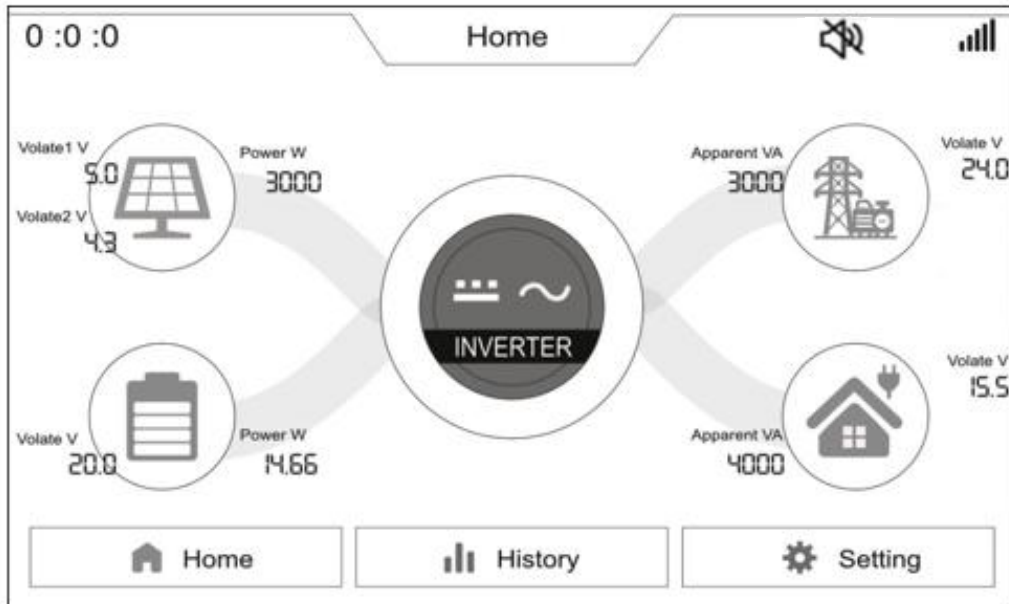 0 :0 :0
Home
Volate1 V
5.0
Volate2 V
4.3
Power W
3000
Apparent VA
3000
Volate V
24.0
INVERTER
Volate V
20.0
Power W
14.66
Apparent VA
4000
Volate V
15.5
Home
History
Setting